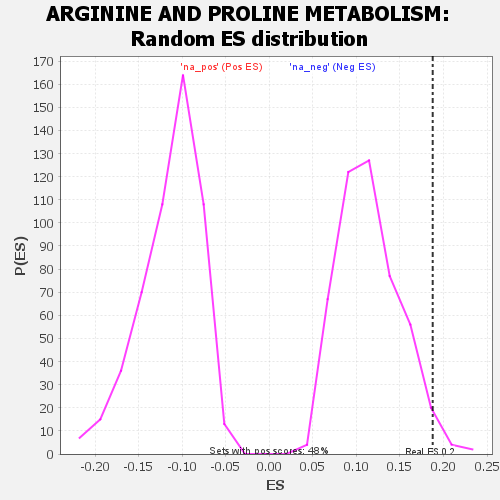 ARGININE AND PROLINE METABOLISM:
Random ES distribution
'na_pos' (Pos ES) 'na_neg' (Neg ES)
170
160
150
140
130
120
110
100
90
80
70
60
50
40
30
20
10
0
P(ES)
Sets with pos scores: 48%
Real ES 0.2
-0.20 -0.15 -0.10 -0.05 0.00 0.05 0.10 0.15 0.20 0.25
ES